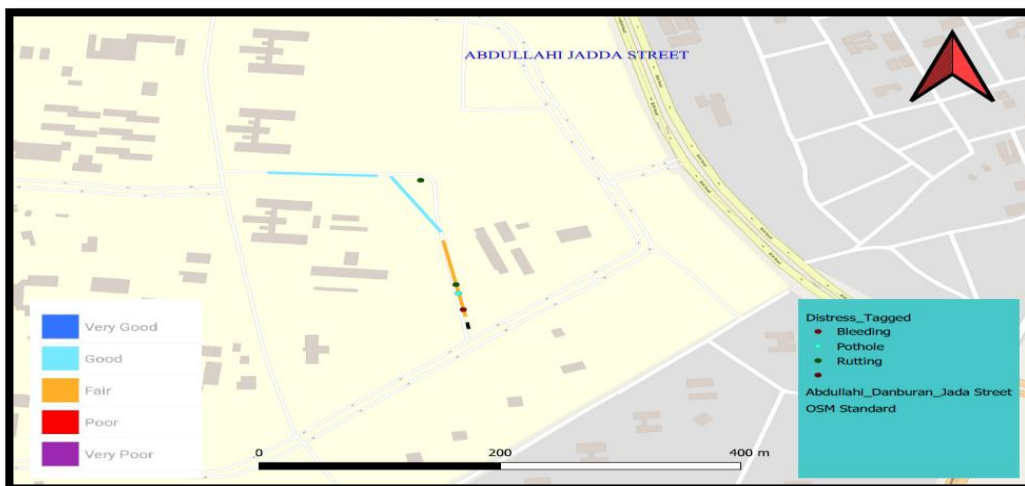 ABDULLAHI JADDA STREET
Very Good
Good
Fair
Poor
Very Poor
0
200
400 m
Distress_Tagged
Bleeding
Pothole
Rutting
Abdullahi_Danburan_Jada Street
OSM Standard